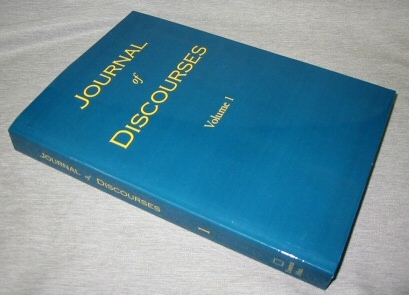 JOURNAL
of
DISCOURSES
Volume 1
JOURNAL of DISCOURSES
1